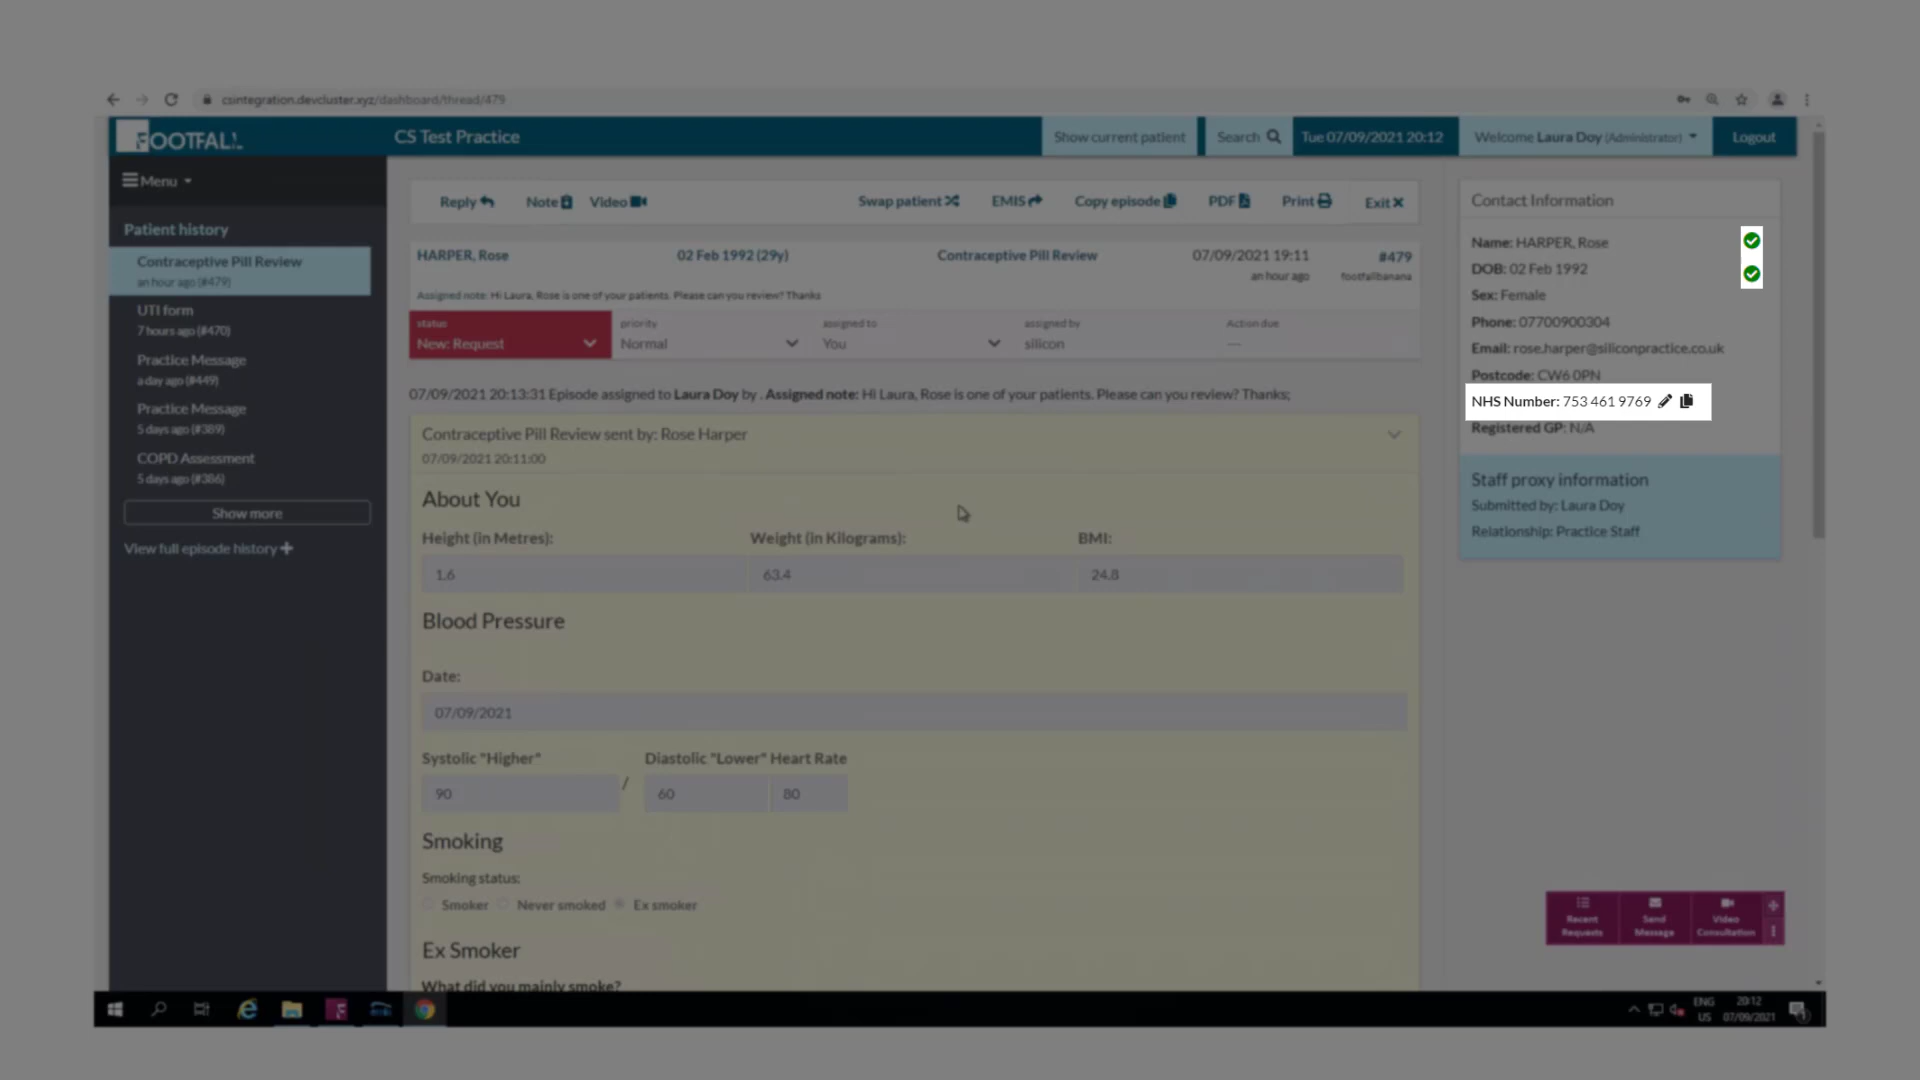 csintegration.devcluster.xyz/dashboard/thread/479
FOOTFALL
CS Test Practice
Show current patient
Search
Tue 07/09/2021 20:12
Welcome Laura Doy (Administrator)
Logout
Menu
Patient history
Contraceptive Pill Review
an hour ago (#479)
UTI form
7 hours ago (#470)
Practice Message
a day ago (#449)
Practice Message
5 days ago (#389)
COPD Assessment
5 days ago (#386)
Show more
View full episode history
Reply
Note
Video
Swap patient
EMIS
Copy episode
PDF
Print
Exit
HARPER, Rose
02 Feb 1992 (29y)
Contraceptive Pill Review
07/09/2021 19:11
#479
an hour ago
footfallbanana
Assigned note: Hi Laura, Rose is one of your patients. Please can you review? Thanks
status
New: Request
priority
Normal
assigned to
You
assigned by
silicon
Action due
—
07/09/2021 20:13:31 Episode assigned to Laura Doy by . Assigned note: Hi Laura, Rose is one of your patients. Please can you review? Thanks;
Contraceptive Pill Review sent by: Rose Harper
07/09/2021 20:11:00
About You
Height (in Metres):
Weight (in Kilograms):
BMI:
1.6
63.4
24.8
Blood Pressure
Date:
07/09/2021
Systolic "Higher"
Diastolic "Lower" Heart Rate
90
/
60
80
Smoking
Smoking status:
Smoker
Never smoked
Ex smoker
Ex Smoker
What did you mainly smoke?
Contact Information
Name: HARPER, Rose
DOB: 02 Feb 1992
Sex: Female
Phone: 07700900304
Email: rose.harper@siliconpractice.co.uk
Postcode: CW6 0PN
NHS Number: 753 461 9769
Registered GP: N/A
Staff proxy information
Submitted by: Laura Doy
Relationship: Practice Staff
Recent Requests
Send Message
Video Consultation
ENG
US
20:12
07/09/2021